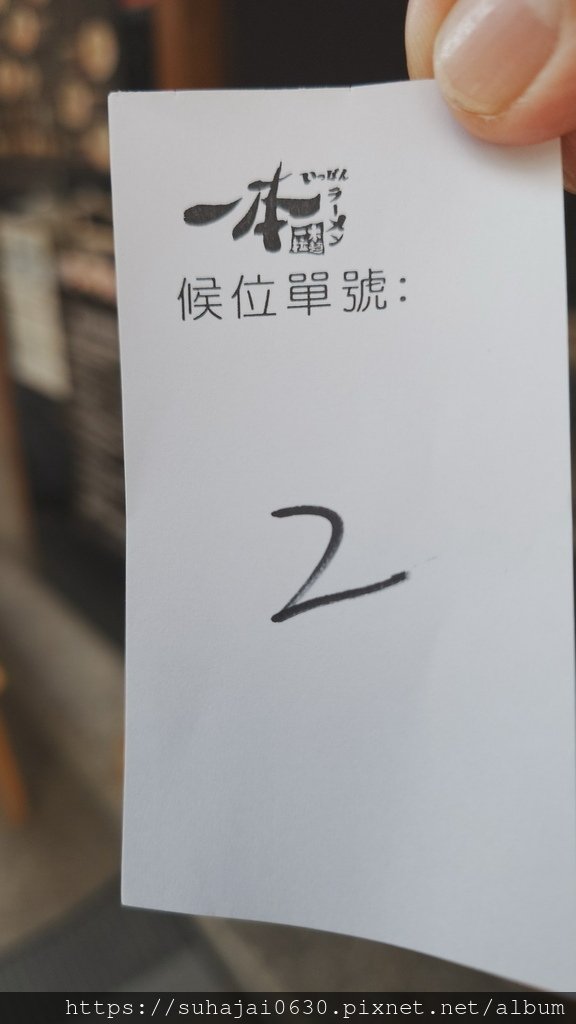 一本
いっぽん
ラーメン
候位單號：
2
https://suhajai0630.pixnet.net/album